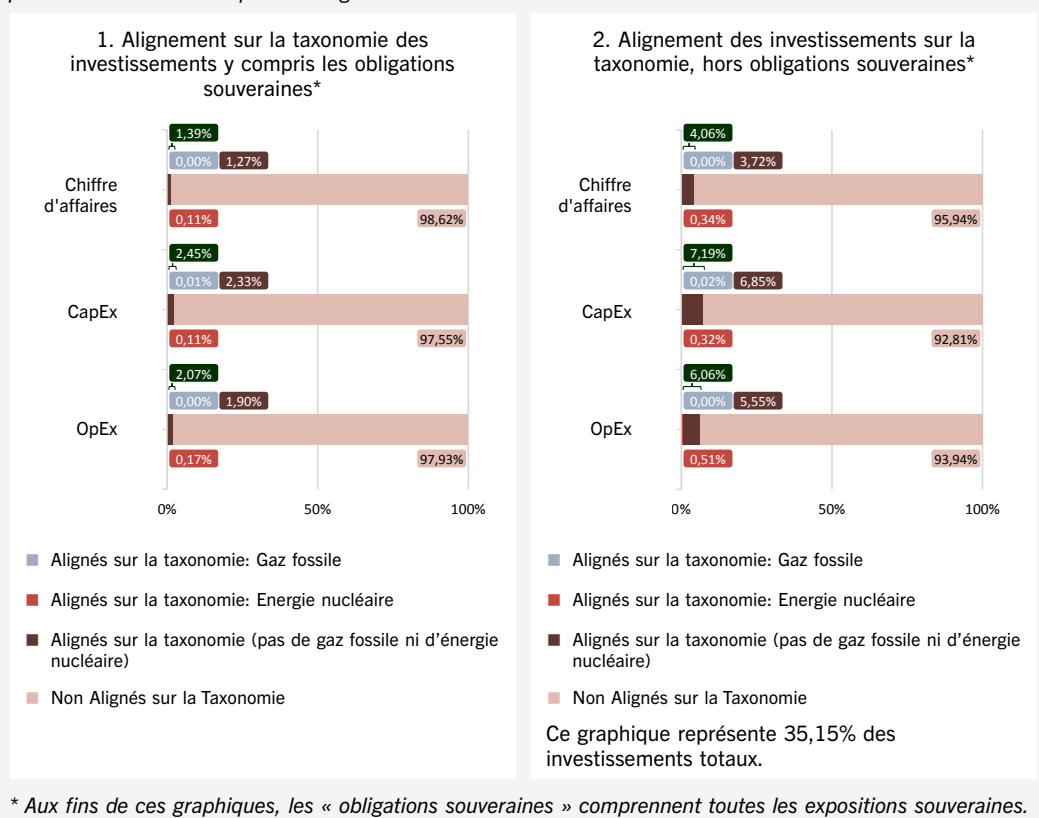 1. Alignement sur la taxonomie des
investissements y compris les obligations
souveraines*
1,39%
0,00% 1,27%
Chiffre
d'affaires
0,11% 98,62%
2,45%
0,01% 2,33%
CapEx
0,11% 97,55%
2,07%
0,00% 1,90%
OpEx
0,17% 97,93%
0% 50% 100%
Alignés sur la taxonomie: Gaz fossile
Alignés sur la taxonomie: Energie nucléaire
Alignés sur la taxonomie (pas de gaz fossile ni d’énergie
nucléaire)
Non Alignés sur la Taxonomie
2. Alignement des investissements sur la
taxonomie, hors obligations souveraines*
4,06%
0,00% 3,72%
Chiffre
d'affaires
0,34% 95,94%
7,19%
0,02% 6,85%
CapEx
0,32% 92,81%
6,06%
0,00% 5,55%
OpEx
0,51% 93,94%
0% 50% 100%
Alignés sur la taxonomie: Gaz fossile
Alignés sur la taxonomie: Energie nucléaire
Alignés sur la taxonomie (pas de gaz fossile ni d’énergie
nucléaire)
Non Alignés sur la Taxonomie
Ce graphique représente 35,15% des
investissements totaux.
* Aux fins de ces graphiques, les « obligations souveraines » comprennent toutes les expositions souveraines.